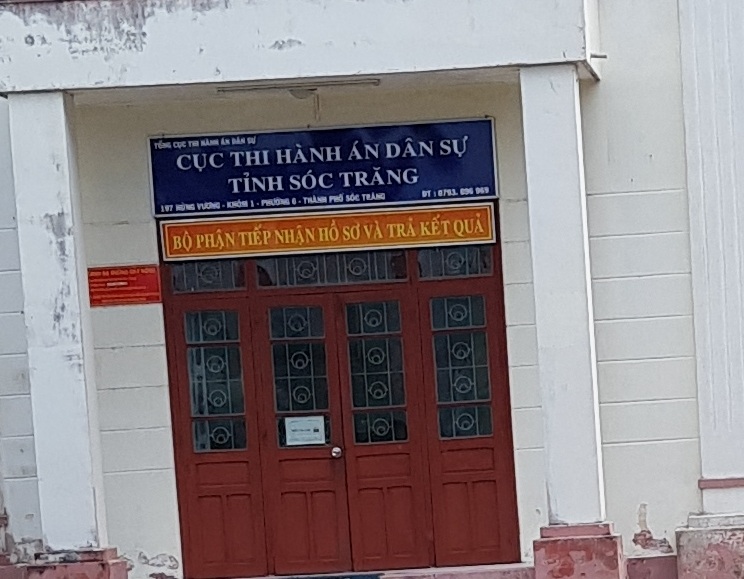 TỔNG CỤC THI HÀNH ÁN DÂN SỰ
CỤC THI HÀNH ÁN DÂN SỰ
TỈNH SÓC TRĂNG
197 HÙNG VƯƠNG - KHÓM 1 - PHƯỜNG 6 - THÀNH PHỐ SÓC TRĂNG ĐT : 0793. 896 969
BỘ PHẬN TIẾP NHẬN HỒ SƠ VÀ TRẢ KẾT QUẢ